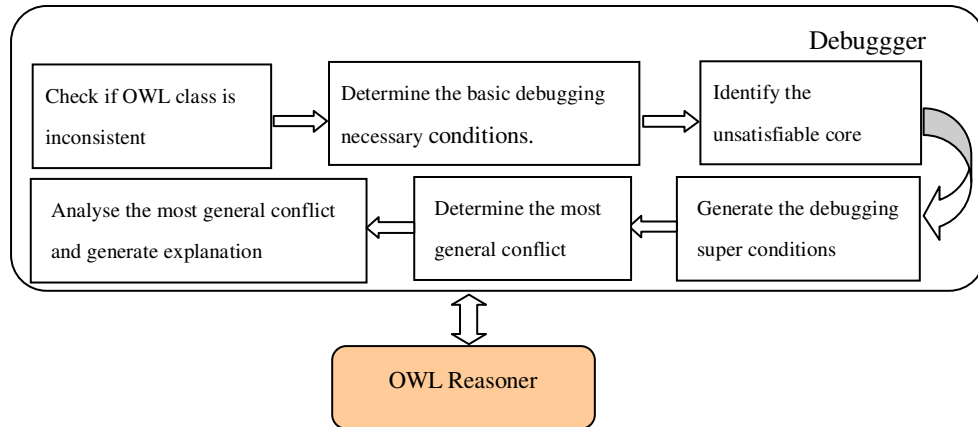 Debuggger
Check if OWL class is
inconsistent
Determine the basic debugging
necessary conditions.
Identify the
unsatisfiable core
Generate the debugging
super conditions
Determine the most
general conflict
Analyse the most general conflict
and generate explanation
OWL Reasoner